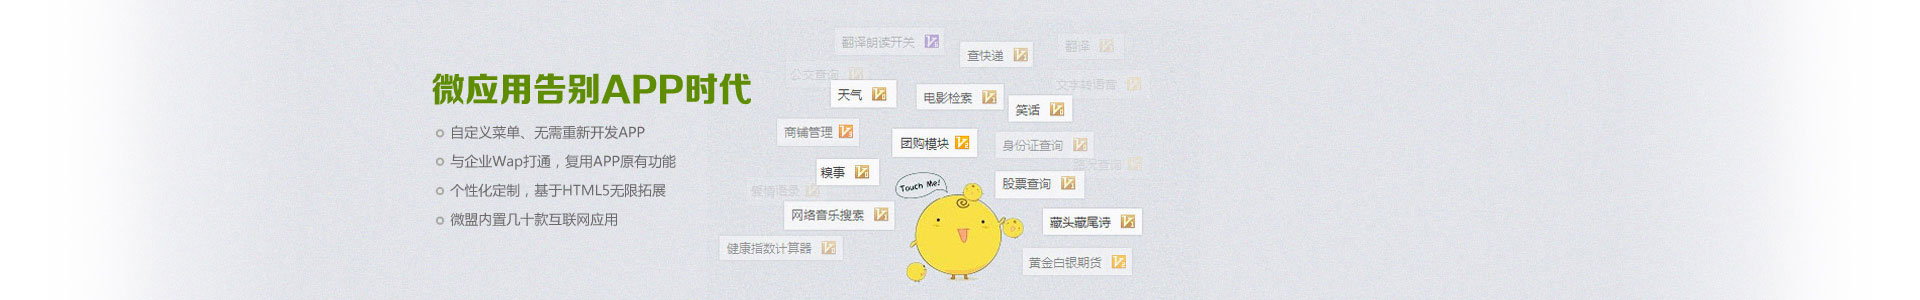 微应用告别APP时代
自定义菜单、无需重新开发APP
与企业Wap打通，复用APP原有功能
个性化定制，基于HTML5无限拓展
微盟内置几十款互联网应用
翻译朗读开关
查快递
翻译
公交查询
文字转语音
天气
电影检索
笑话
商铺管理
团购模块
身份证查询
糗事
股票查询
Touch Me!
网络音乐搜索
藏头藏尾诗
健康指数计算器
黄金白银期货